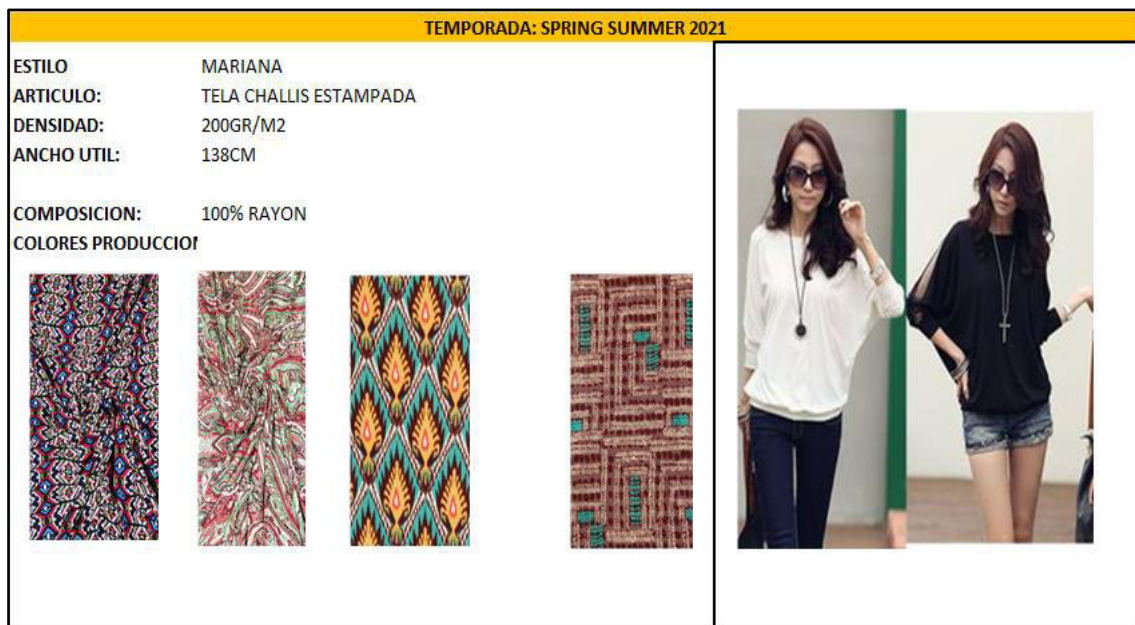 TEMPORADA: SPRING SUMMER 2021
ESTILO MARIANA
ARTICULO: TELA CHALLIS ESTAMPADA
DENSIDAD: 200GR/M2
ANCHO UTIL: 138CM
COMPOSICION: 100% RAYON
COLORES PRODUCCIO